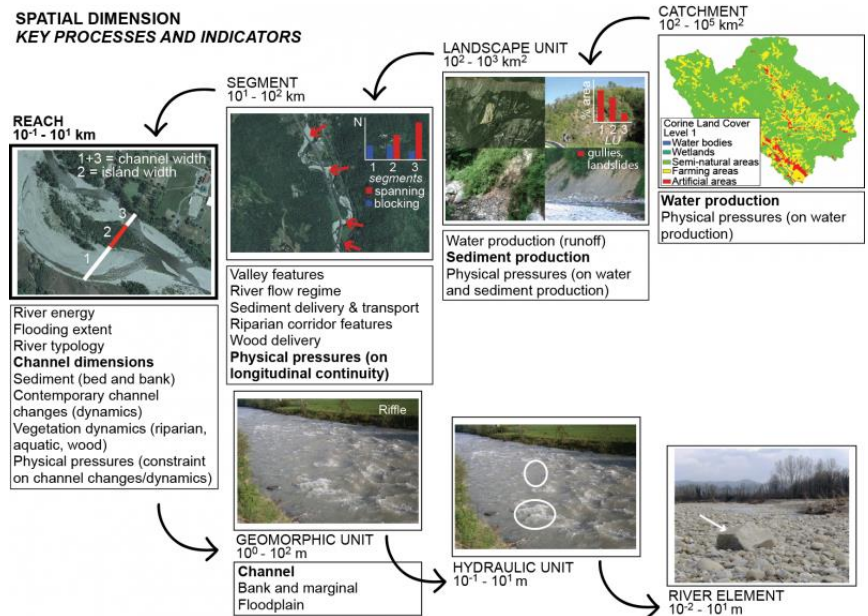 SPATIAL DIMENSION
KEY PROCESSES AND INDICATORS
CATCHMENT
10² - 10⁵ km²
Corine Land Cover
Level 1
Water bodies
Wetlands
Semi-natural areas
Farming areas
Artificial areas
Water production
Physical pressures (on water
production)
LANDSCAPE UNIT
10² - 10³ km²
% area
1 2 3
LU
gullies,
landslides
Water production (runoff)
Sediment production
Physical pressures (on water
and sediment production)
SEGMENT
10¹ - 10² km
N
1 2 3
segments
spanning
blocking
Valley features
River flow regime
Sediment delivery & transport
Riparian corridor features
Wood delivery
Physical pressures (on
longitudinal continuity)
REACH
10⁻¹ - 10¹ km
1+3 = channel width
2 = island width
3
2
1
River energy
Flooding extent
River typology
Channel dimensions
Sediment (bed and bank)
Contemporary channel
changes (dynamics)
Vegetation dynamics (riparian,
aquatic, wood)
Physical pressures (constraint
on channel changes/dynamics)
Riffle
GEOMORPHIC UNIT
10⁰ - 10² m
Channel
Bank and marginal
Floodplain
HYDRAULIC UNIT
10⁻¹ - 10¹ m
RIVER ELEMENT
10⁻² - 10¹ m